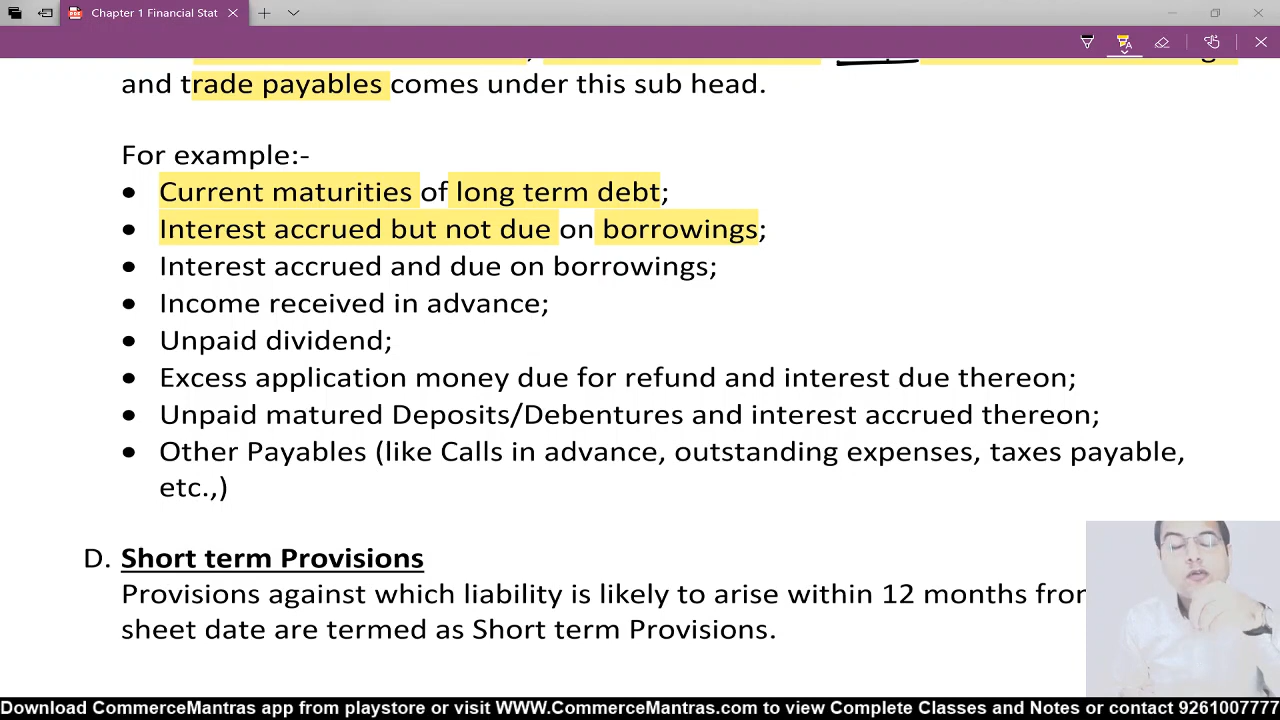 Chapter 1 Financial Stat
and trade payables comes under this sub head.
For example:-
• Current maturities of long term debt;
• Interest accrued but not due on borrowings;
• Interest accrued and due on borrowings;
• Income received in advance;
• Unpaid dividend;
• Excess application money due for refund and interest due thereon;
• Unpaid matured Deposits/Debentures and interest accrued thereon;
• Other Payables (like Calls in advance, outstanding expenses, taxes payable,
etc.,)
D. Short term Provisions
Provisions against which liability is likely to arise within 12 months
sheet date are termed as Short term Provisions.
Download CommerceMantras app from playstore or visit WWW.CommerceMantras.com to view Complete Classes and Notes or contact 9261007777